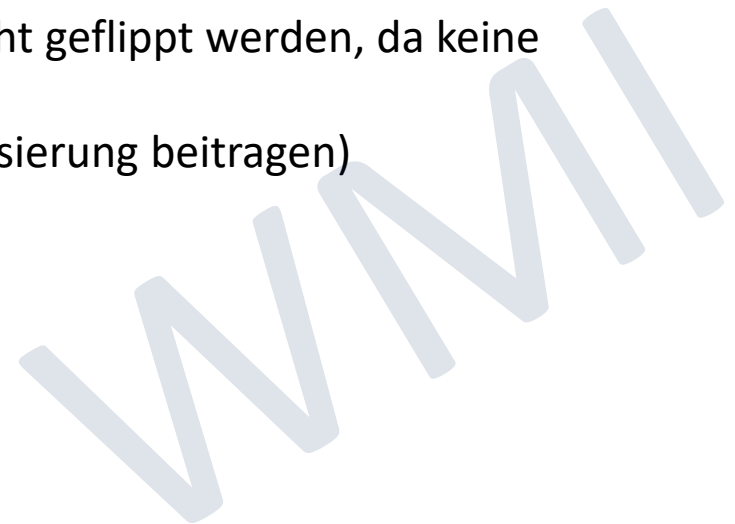 ht geflippt werden, da keine
sierung beitragen)
WMI